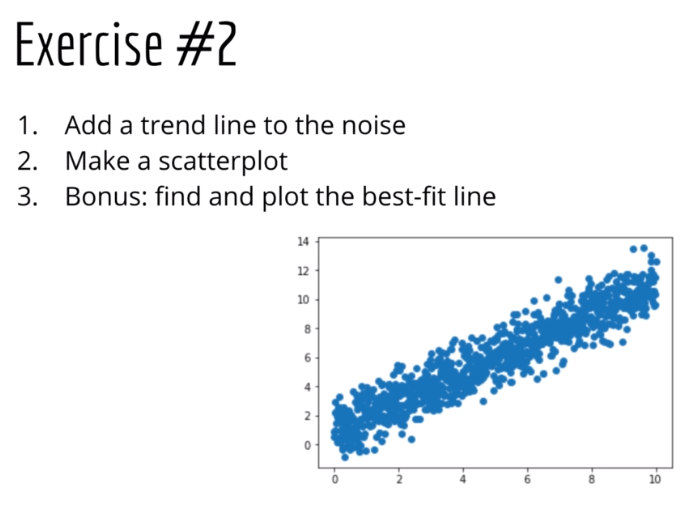 Exercise #2
1. Add a trend line to the noise
2. Make a scatterplot
3. Bonus: find and plot the best-fit line
14
12
10
8
6
4
2
0
0 2 4 6 8 10